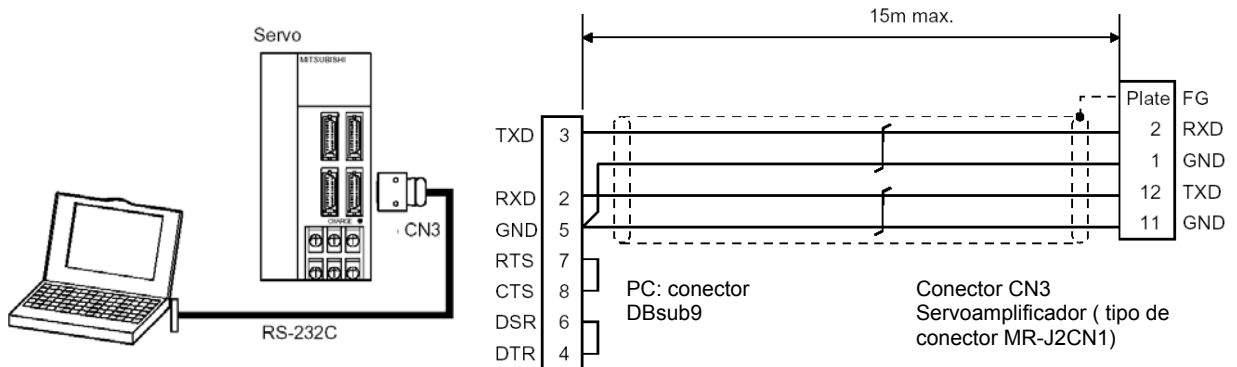 Servo
MITSUBISHI
CHARGE
CN3
RS-232C
15m max.
TXD 3
RXD 2
GND 5
RTS 7
CTS 8
DSR 6
DTR 4
Plate FG
2 RXD
1 GND
12 TXD
11 GND
PC: conector
DBsub9
Conector CN3
Servoamplificador ( tipo de
conector MR-J2CN1)